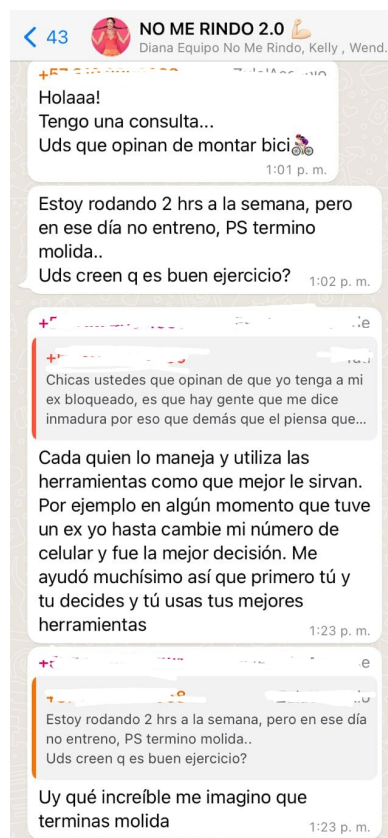 43
NO ME RINDO 2.0 💪🏻
Diana Equipo No Me Rindo, Kelly , Wend.
Holaaa!
Tengo una consulta...
Uds que opinan de montar bici🚴🏻‍♀️
1:01 p. m.
Estoy rodando 2 hrs a la semana, pero
en ese día no entreno, PS termino
molida..
Uds creen q es buen ejercicio?
1:02 p. m.
Chicas ustedes que opinan de que yo tenga a mi
ex bloqueado, es que hay gente que me dice
inmadura por eso que demás que el piensa que...
Cada quien lo maneja y utiliza las
herramientas como que mejor le sirvan.
Por ejemplo en algún momento que tuve
un ex yo hasta cambie mi número de
celular y fue la mejor decisión. Me
ayudó muchísimo así que primero tú y
tu decides y tú usas tus mejores
herramientas
1:23 p. m.
Estoy rodando 2 hrs a la semana, pero en ese día
no entreno, PS termino molida..
Uds creen q es buen ejercicio?
Uy qué increíble me imagino que
terminas molida
1:23 p. m.